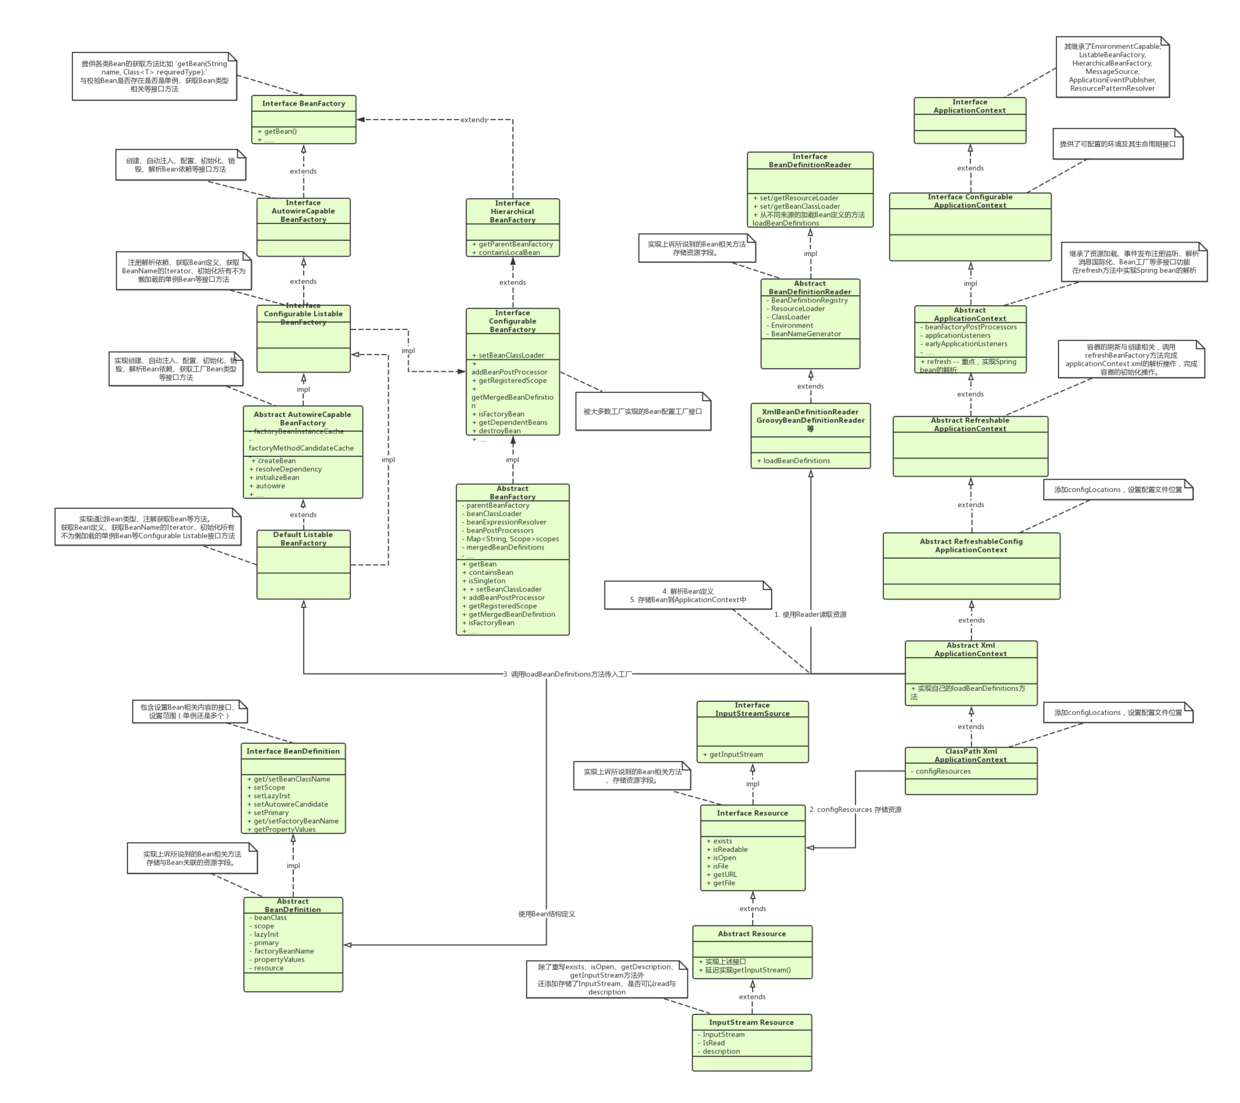 提供各类Bean的获取方法比如 `getBean(String
name, Class<T> requiredType);`
与校验Bean是否存在是否是单例、获取Bean类型
相关等接口方法
Interface BeanFactory
+ getBean()
+ .....
extends
创建、自动注入、配置、初始化、销
毁、解析Bean依赖等接口方法
extends
Interface
AutowireCapable
BeanFactory
注册解析依赖、获取Bean定义、获取
BeanName的Iterator、初始化所有不为
懒加载的单例Bean等接口方法
extends
Interface
Configurable Listable
BeanFactory
impl
实现创建、自动注入、配置、初始化、销
毁、解析Bean依赖、获取工厂Bean类型
等接口方法
impl
Abstract AutowireCapable
BeanFactory
- factoryBeanInstanceCache
-
factoryMethodCandidateCache
+ createBean
+ resolveDependency
+ initializeBean
+ autowire
+ ....
impl
实现通过Bean类型、注解获取Bean等方法。
获取Bean定义、获取BeanName的Iterator、初始化所有
不为懒加载的单例Bean等Configurable Listable接口方法
extends
Default Listable
BeanFactory
Interface
Hierarchical
BeanFactory
+ getParentBeanFactory
+ containsLocalBean
extends
Interface
Configurable
BeanFactory
+ setBeanClassLoader
+
addBeanPostProcessor
+ getRegisteredScope
+
getMergedBeanDefinitio
n
+ isFactoryBean
+ getDependentBeans
+ destroyBean
+ ....
被大多数工厂实现的Bean配置工厂接口
impl
Abstract
BeanFactory
- parentBeanFactory
- beanClassLoader
- beanExpressionResolver
- beanPostProcessors
- Map<String, Scope>scopes
- mergedBeanDefinitions
- ....
+ getBean
+ containsBean
+ isSingleton
+ + setBeanClassLoader
+ addBeanPostProcessor
+ getRegisteredScope
+ getMergedBeanDefinition
+ isFactoryBean
+ ....
Interface
BeanDefinitionReader
+ set/getResourceLoader
+ set/getBeanClassLoader
+ 从不同来源的加载Bean定义的方法
loadBeanDefinitions
实现上诉所说到的Bean相关方法
存储资源字段。
impl
Abstract
BeanDefinitionReader
- BeanDefinitionRegistry
- ResourceLoader
- ClassLoader
- Environment
- BeanNameGenerator
extends
XmlBeanDefinitionReader
GroovyBeanDefinitionReader
等
+ loadBeanDefinitions
其继承了EnvironmentCapable,
ListableBeanFactory,
HierarchicalBeanFactory,
MessageSource,
ApplicationEventPublisher,
ResourcePatternResolver
Interface
ApplicationContext
提供了可配置的环境及其生命周期接口
extends
Interface Configurable
ApplicationContext
继承了资源加载、事件发布注册监听、解析
消息国际化、Bean工厂等多接口功能
在refresh方法中实现Spring bean的解析
impl
Abstract
ApplicationContext
- beanFactoryPostProcessors
- applicationListeners
- earlyApplicationListeners
- .....
+ refresh -- 重点，实现Spring
bean的解析
容器的刷新与创建相关，调用
refreshBeanFactory方法完成
applicationContext.xml的解析操作，完成
容器的初始化操作。
extends
Abstract Refreshable
ApplicationContext
添加configLocations，设置配置文件位置
extends
Abstract RefreshableConfig
ApplicationContext
4. 解析Bean定义
5. 存储Bean到ApplicationContext中
1. 使用Reader读取资源
extends
Abstract Xml
ApplicationContext
+ 实现自己的loadBeanDefinitions方
法
3. 调用loadBeanDefinitions方法传入工厂
添加configLocations，设置配置文件位置
extends
ClassPath Xml
ApplicationContext
- configResources
2. configResources 存储资源
包含设置Bean相关内容的接口、
设置范围（单例还是多个）
Interface BeanDefinition
+ get/setBeanClassName
+ setScope
+ setLazyInit
+ setAutowireCandidate
+ setPrimary
+ get/setFactoryBeanName
+ getPropertyValues
实现上诉所说到的Bean相关方法
存储与Bean关联的资源字段。
impl
Abstract
BeanDefinition
- beanClass
- scope
- lazyInit
- primary
- factoryBeanName
- propertyValues
- resource
使用Bean结构定义
Interface
InputStreamSource
+ getInputStream
实现上诉所说到的Bean相关方法
，存储资源字段。
impl
Interface Resource
+ exists
+ isReadable
+ isOpen
+ isFile
+ getURL
+ getFile
extends
Abstract Resource
+ 实现上述接口
+ 延迟实现getInputStream()
除了重写exists、isOpen、getDescription、
getInputStream方法外
还添加存储了InputStream、是否可以read与
description
extends
InputStream Resource
- InputStream
- IsRead
- description